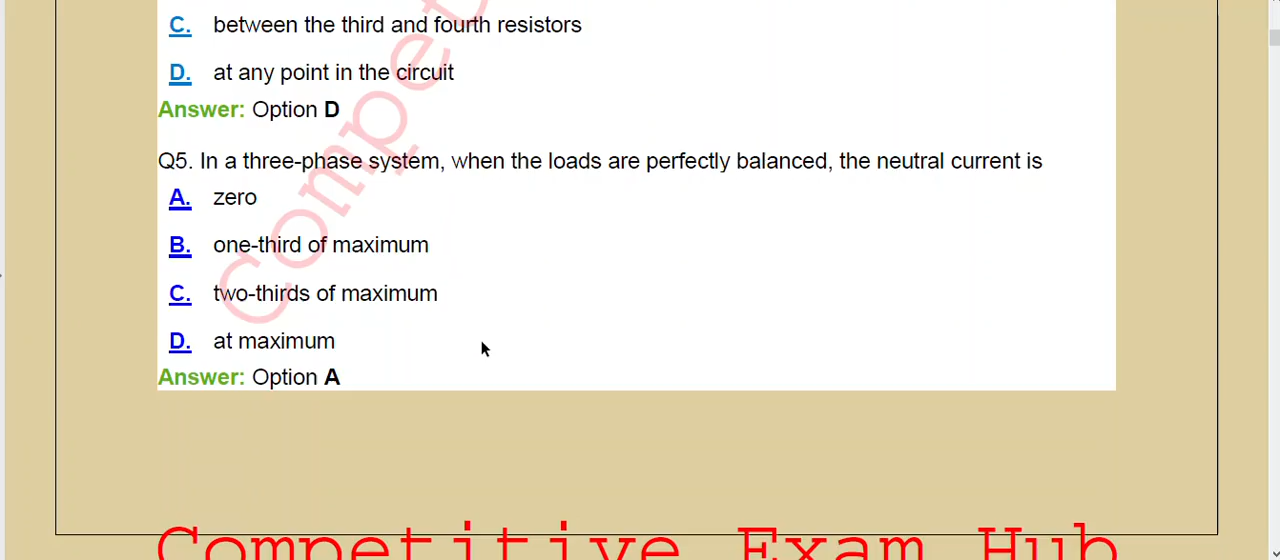 C. between the third and fourth resistors
D. at any point in the circuit
Answer: Option D
Q5. In a three-phase system, when the loads are perfectly balanced, the neutral current is
A. zero
B. one-third of maximum
C. two-thirds of maximum
D. at maximum
Answer: Option A
Compet
Competitive Exam Hub